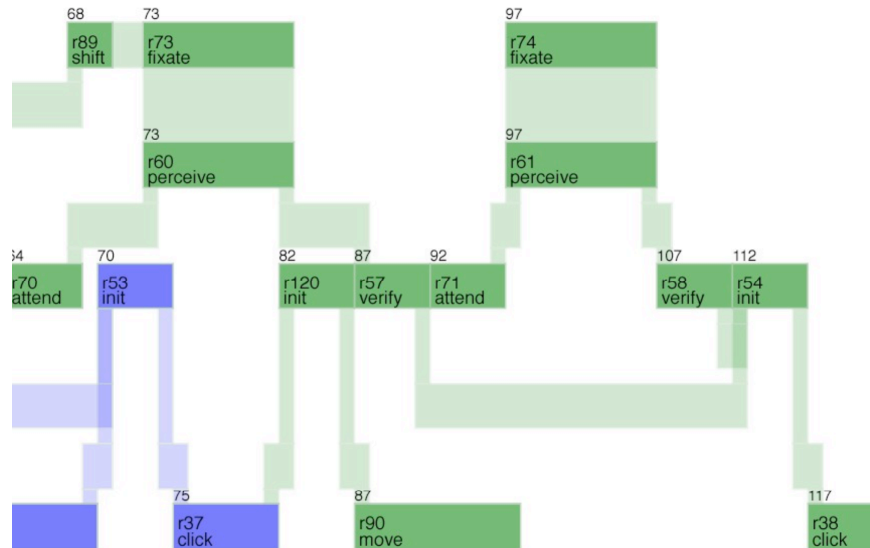 68
r89
shift
73
r73
fixate
97
r74
fixate
73
r60
perceive
97
r61
perceive
64
r70
attend
70
r53
init
82
r120
init
87
r57
verify
92
r71
attend
107
r58
verify
112
r54
init
75
r37
click
87
r90
move
117
r38
click